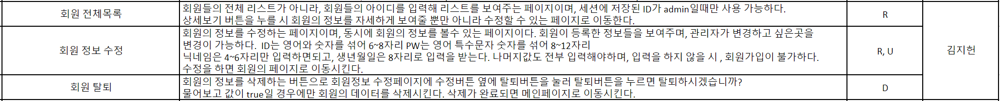 회원 전체목록
회원들의 전체 리스트가 아니라, 회원들의 아이디를 입력해 리스트를 보여주는 페이지이며, 세션에 저장된 ID가 admin일때만 사용 가능하다.
상세보기 버튼을 누를 시 회원의 정보를 자세하게 보여줄 뿐만 아니라 수정할 수 있는 페이지로 이동한다.
R
회원 정보 수정
회원의 정보를 수정하는 페이지이며, 동시에 회원의 정보를 볼수 있는 페이지이다. 회원이 등록한 정보들을 보여주며, 관리자가 변경하고 싶은곳을
변경이 가능하다. ID는 영어와 숫자를 섞어 6~8자리 PW는 영어 특수문자 숫자를 섞어 8~12자리
닉네임은 4~6자리만 입력하면되고, 생년월일은 8자리로 입력을 받는다. 나머지값도 전부 입력해야하며, 입력을 하지 않을 시 , 회원가입이 불가하다.
수정을 하면 회원의 페이지로 이동시킨다.
R, U
김지헌
회원 탈퇴
회원의 정보를 삭제하는 버튼으로 회원정보 수정페이지에 수정버튼 옆에 탈퇴버튼을 눌러 탈퇴버튼을 누르면 탈퇴하시겠습니까?
물어보고 값이 true일 경우에만 회원의 데이터를 삭제시킨다. 삭제가 완료되면 메인페이지로 이동시킨다.
D